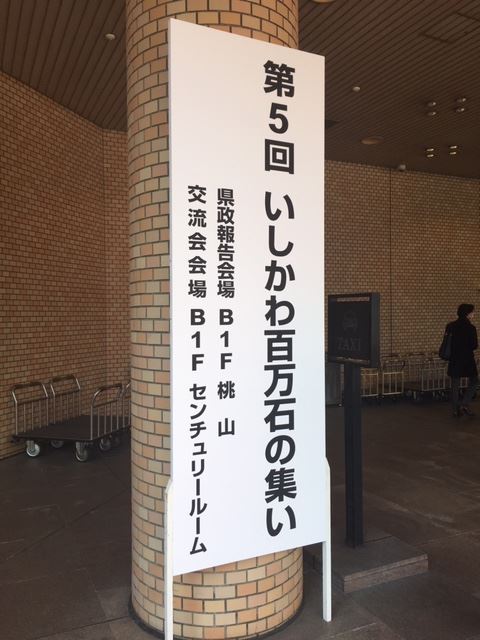 第5回 いしかわ百万石の集い
県政報告会場 B1F 桃山
交流会会場 B1F センチュリールーム
TAXI